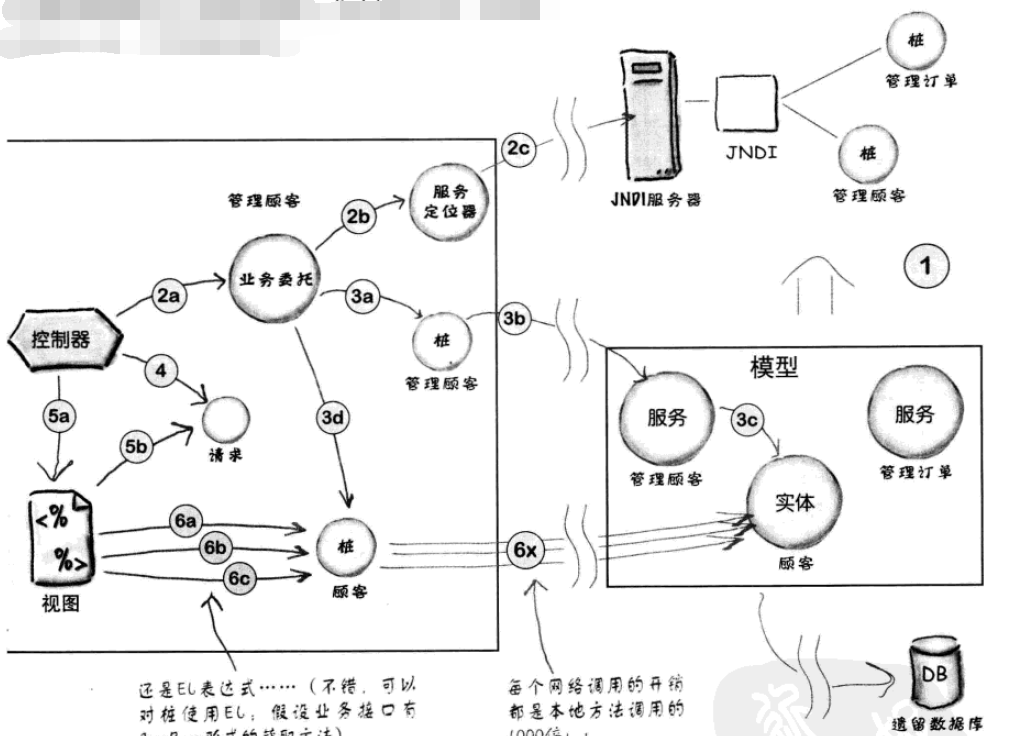 桩
管理订单
JNDI
桩
管理顾客
JNDI服务器
2c
服务
定位器
管理顾客
2b
业务委托
2a
3a
1
控制器
桩
管理顾客
3b
模型
4
5a
5b
请求
3d
服务
管理顾客
3c
服务
管理订单
实体
顾客
<%
%>
视图
6a
6b
6c
桩
顾客
6x
DB
遗留数据库
还是EL表达式……(不错,可以
对桩使用EL,假设业务接口有
每个网络调用的开销
都是本地方法调用的